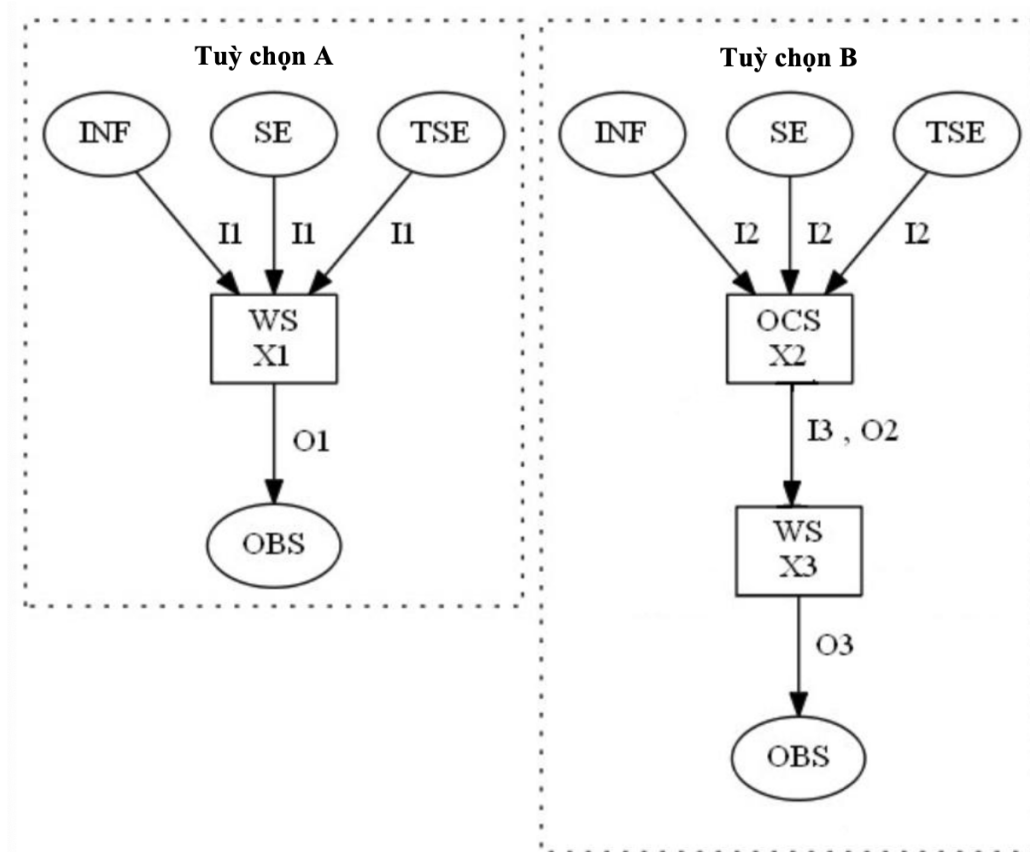 Tuỳ chọn A
INF SE TSE
I1 I1 I1
WS
X1
O1
OBS
Tuỳ chọn B
INF SE TSE
I2 I2 I2
OCS
X2
I3 , O2
WS
X3
O3
OBS